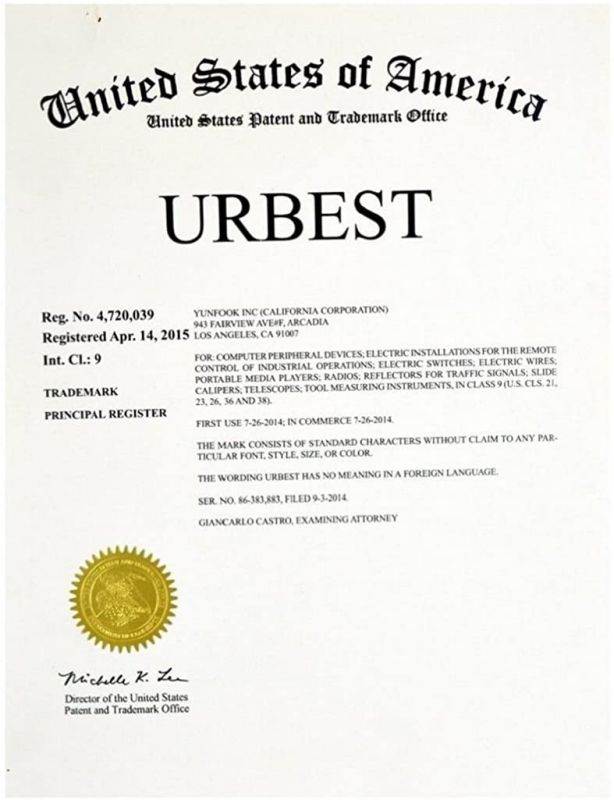 United States of America
United States Patent and Trademark Office
URBEST
Reg. No. 4,720,039
Registered Apr. 14, 2015
Int. Cl.: 9
TRADEMARK
PRINCIPAL REGISTER
YUNFOOK INC (CALIFORNIA CORPORATION)
943 FAIRVIEW AVE#F, ARCADIA
LOS ANGELES, CA 91007
FOR: COMPUTER PERIPHERAL DEVICES; ELECTRIC INSTALLATIONS FOR THE REMOTE
CONTROL OF INDUSTRIAL OPERATIONS; ELECTRIC SWITCHES; ELECTRIC WIRES;
PORTABLE MEDIA PLAYERS; RADIOS; REFLECTORS FOR TRAFFIC SIGNALS; SLIDE
CALIPERS; TELESCOPES; TOOL MEASURING INSTRUMENTS, IN CLASS 9 (U.S. CLS. 21,
23, 26, 36 AND 38).
FIRST USE 7-26-2014; IN COMMERCE 7-26-2014.
THE MARK CONSISTS OF STANDARD CHARACTERS WITHOUT CLAIM TO ANY PAR-
TICULAR FONT, STYLE, SIZE, OR COLOR.
THE WORDING URBEST HAS NO MEANING IN A FOREIGN LANGUAGE.
SER. NO. 86-383,883, FILED 9-3-2014.
GIANCARLO CASTRO, EXAMINING ATTORNEY
Michelle K. Lee
Director of the United States
Patent and Trademark Office